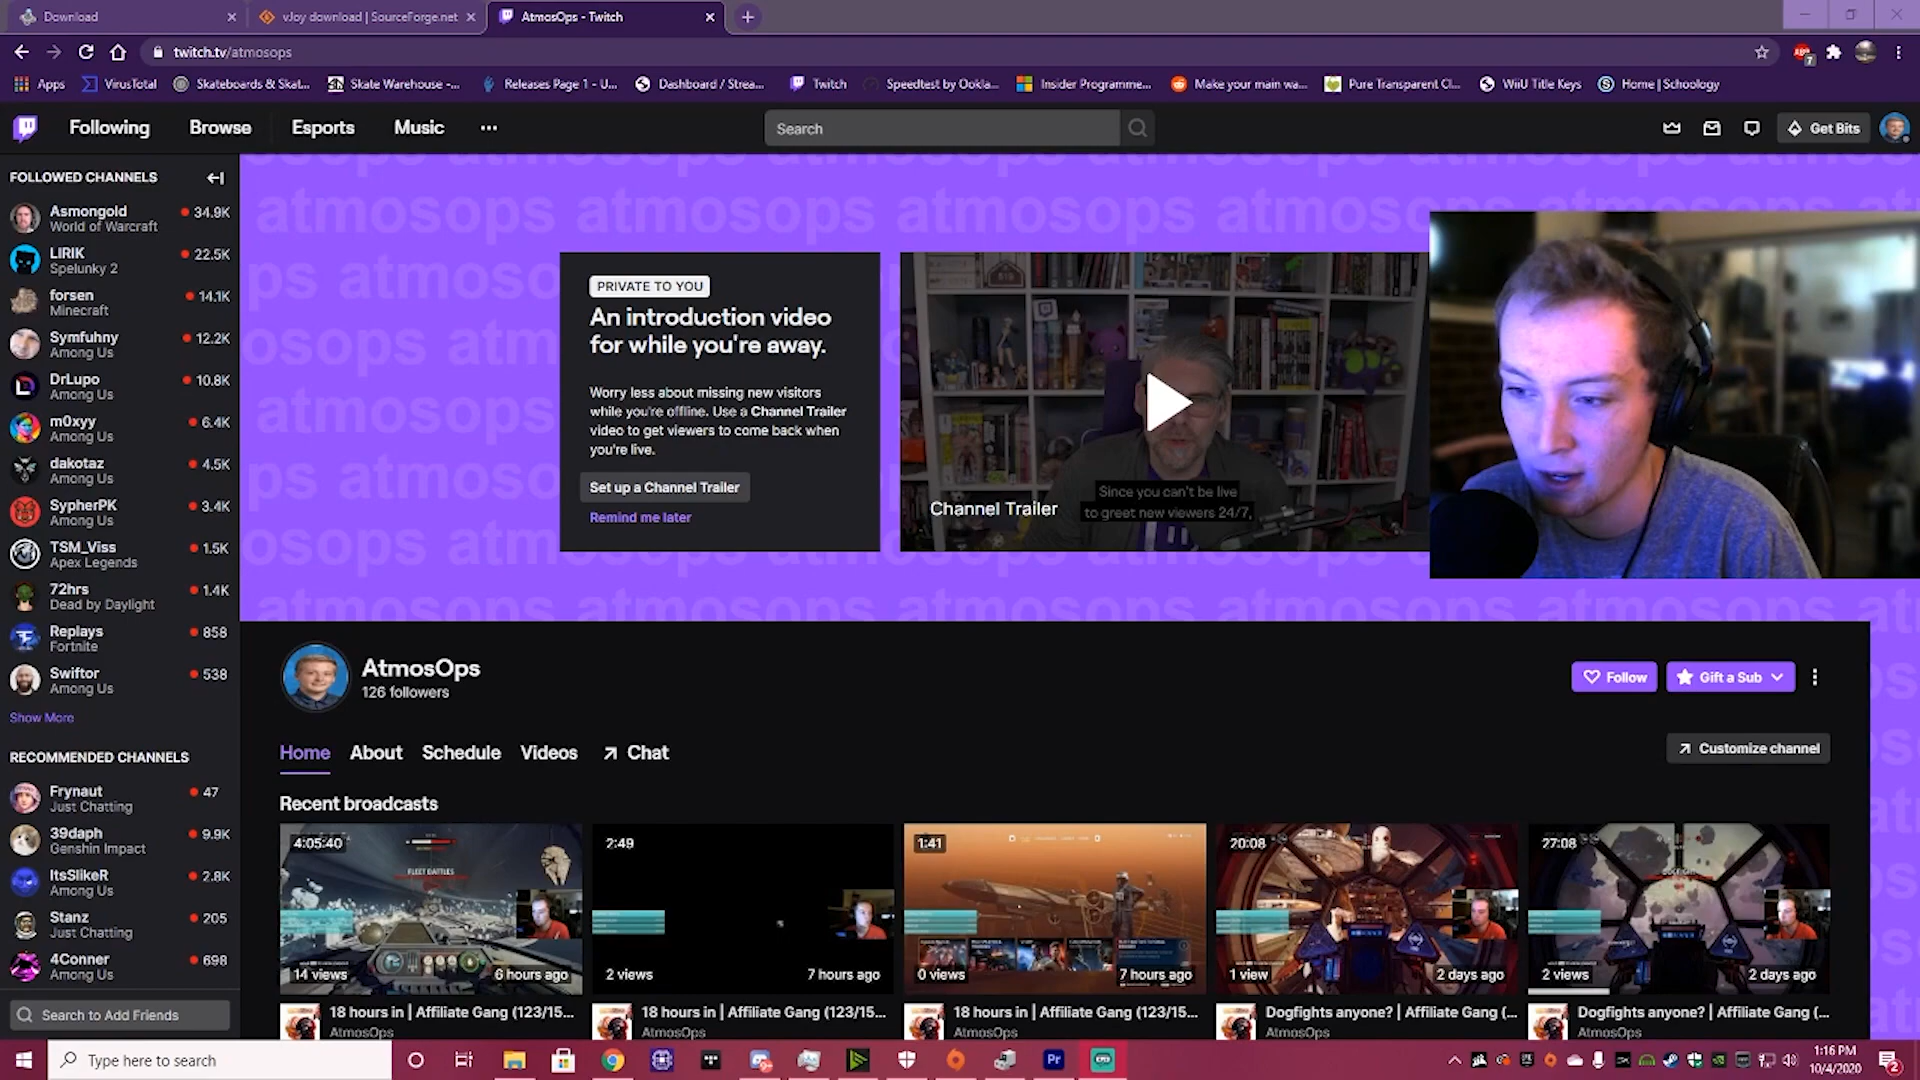 Download
vJoy download | SourceForge.net
AtmosOps - Twitch
twitch.tv/atmosops
Apps
VirusTotal
Skateboards & Skat...
Skate Warehouse -...
Releases Page 1 - U...
Dashboard / Strea...
Twitch
Speedtest by Ookla...
Insider Programme...
Make your main wa...
Pure Transparent Cl...
WiiU Title Keys
Home | Schoology
Following
Browse
Esports
Music
Search
Get Bits
FOLLOWED CHANNELS
Asmongold
World of Warcraft
34.9K
LIRIK
Spelunky 2
22.5K
forsen
Minecraft
14.1K
Symfuhny
Among Us
12.2K
DrLupo
Among Us
10.8K
m0xyy
Among Us
6.4K
dakotaz
Among Us
4.5K
SypherPK
Among Us
3.4K
TSM_Viss
Apex Legends
1.5K
72hrs
Dead by Daylight
1.4K
Replays
Fortnite
858
Swiftor
Among Us
538
Show More
RECOMMENDED CHANNELS
Frynaut
Just Chatting
47
39daph
Genshin Impact
9.9K
ItsSlikeR
Among Us
2.8K
Stanz
Just Chatting
205
4Conner
Among Us
698
Search to Add Friends
atmosops atmosops atmosops atmosops
PRIVATE TO YOU
An introduction video
for while you're away.
Worry less about missing new visitors
while you're offline. Use a Channel Trailer
video to get viewers to come back when
you're live.
Set up a Channel Trailer
Remind me later
Channel Trailer
Since you can't be live
to greet new viewers 24/7,
AtmosOps
126 followers
Follow
Gift a Sub
Home
About
Schedule
Videos
Chat
Customize channel
Recent broadcasts
4:05:40
FLEET BATTLES
14 views
6 hours ago
18 hours in | Affiliate Gang (123/15...
AtmosOps
2:49
2 views
7 hours ago
18 hours in | Affiliate Gang (123/15...
AtmosOps
1:41
0 views
7 hours ago
18 hours in | Affiliate Gang (123/15...
AtmosOps
20:08
1 view
2 days ago
Dogfights anyone? | Affiliate Gang (...
AtmosOps
27:08
2 views
2 days ago
Dogfights anyone? | Affiliate Gang (...
AtmosOps
Type here to search
Pr
1:16 PM
10/4/2020
2